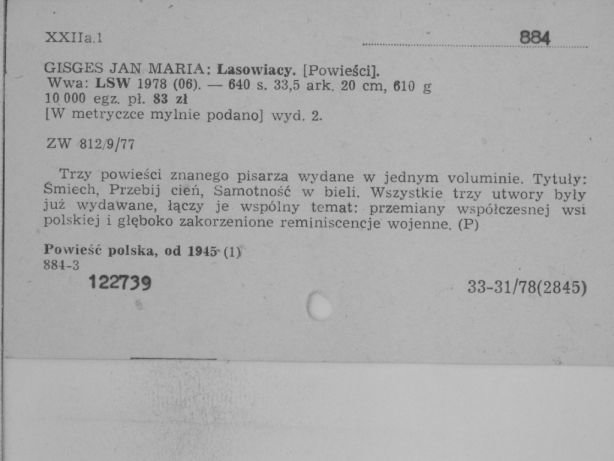 XXIIa.1
884
GISGES JAN MARIA: Lasowiacy. [Powieści].
Wwa: LSW 1978 (06). — 640 s. 33,5 ark. 20 cm, 610 g
10 000 egz. pł. 83 zł
[W metryczce mylnie podano] wyd. 2.
ZW 812/9/77
Trzy powieści znanego pisarza wydane w jednym voluminie. Tytuły:
Śmiech, Przebij cień, Samotność w bieli. Wszystkie trzy utwory były
już wydawane, łączy je wspólny temat: przemiany współczesnej wsi
polskiej i głęboko zakorzenione reminiscencje wojenne. (P)
Powieść polska, od 1945 (1)
884-3
122739
33-31/78(2845)